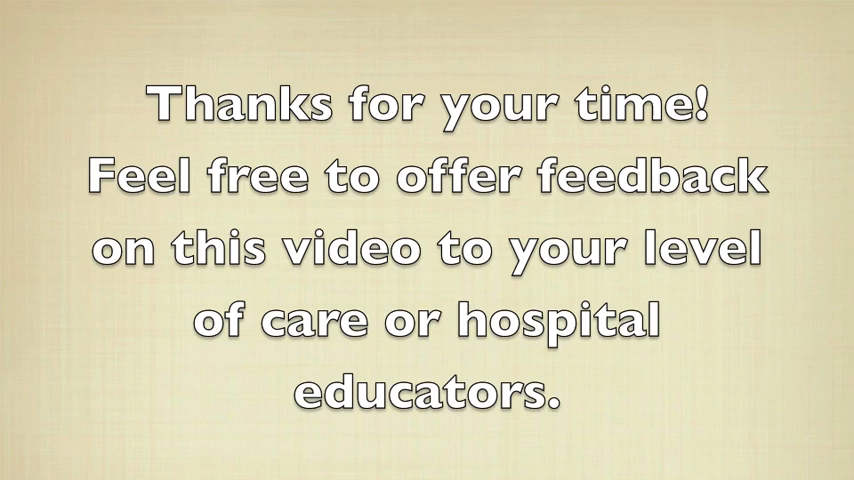 Thanks for your time!
Feel free to offer feedback
on this video to your level
of care or hospital
educators.